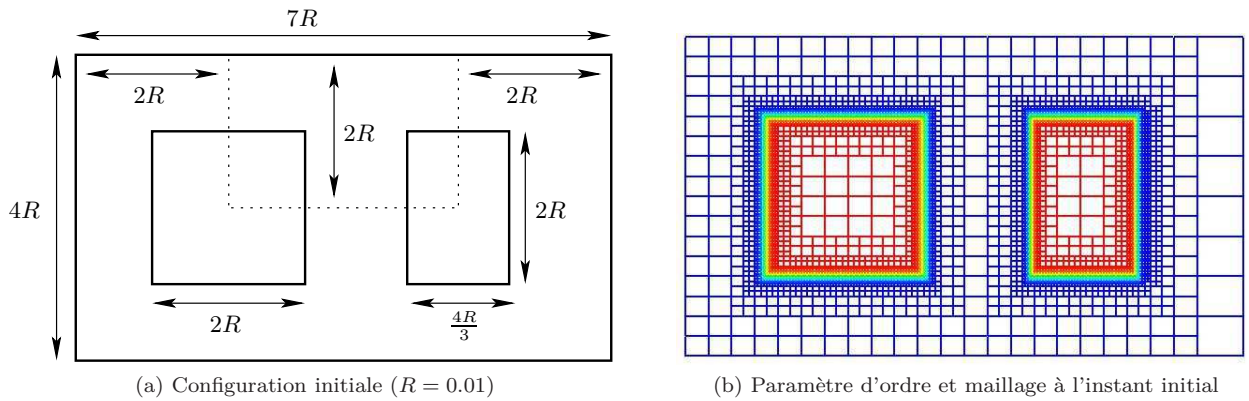 7R
2R
2R
2R
4R
2R
2R
4R/3
(a) Configuration initiale (R = 0.01)
(b) Paramètre d'ordre et maillage à l'instant initial